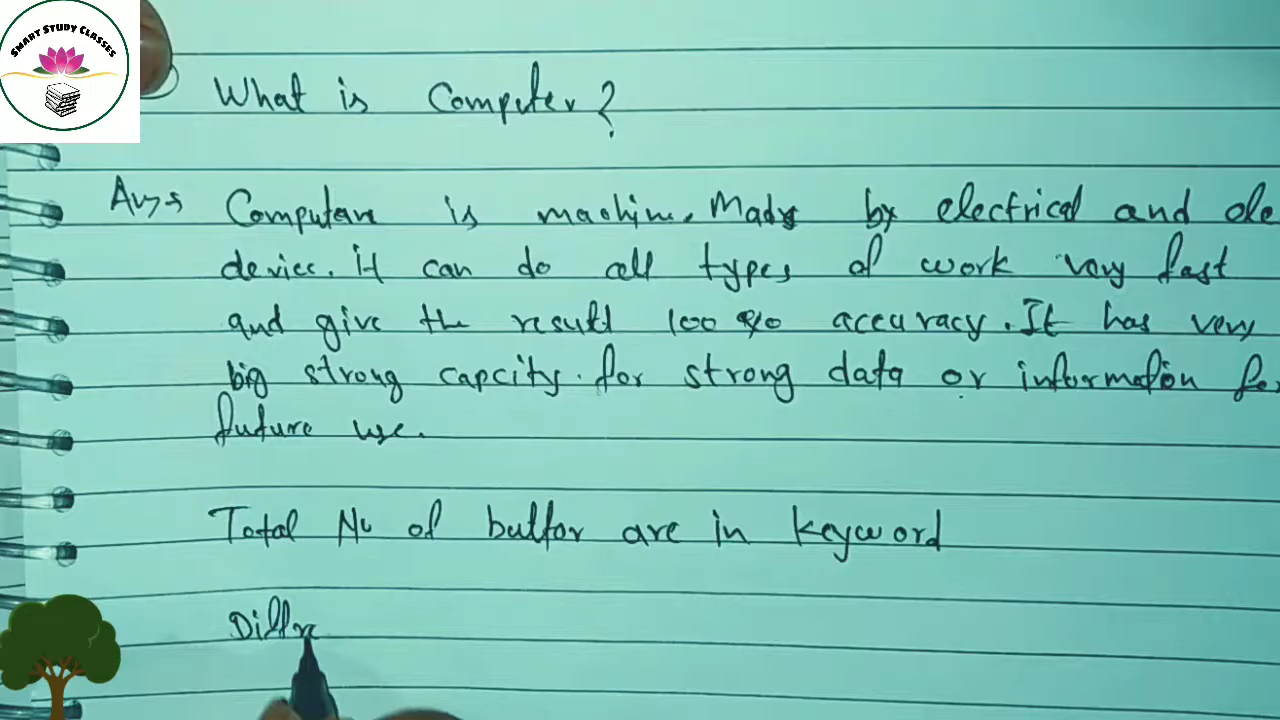 SMART STUDY CLASSES
What is Computer?
Ans Computer is machine. Made by electrical and ele
device. it can do all types of work very fast
and give the result 100 % accuracy. It has very
big strong capcity. for strong data or information fo
future use.
Total No of button are in keyword
Diffre